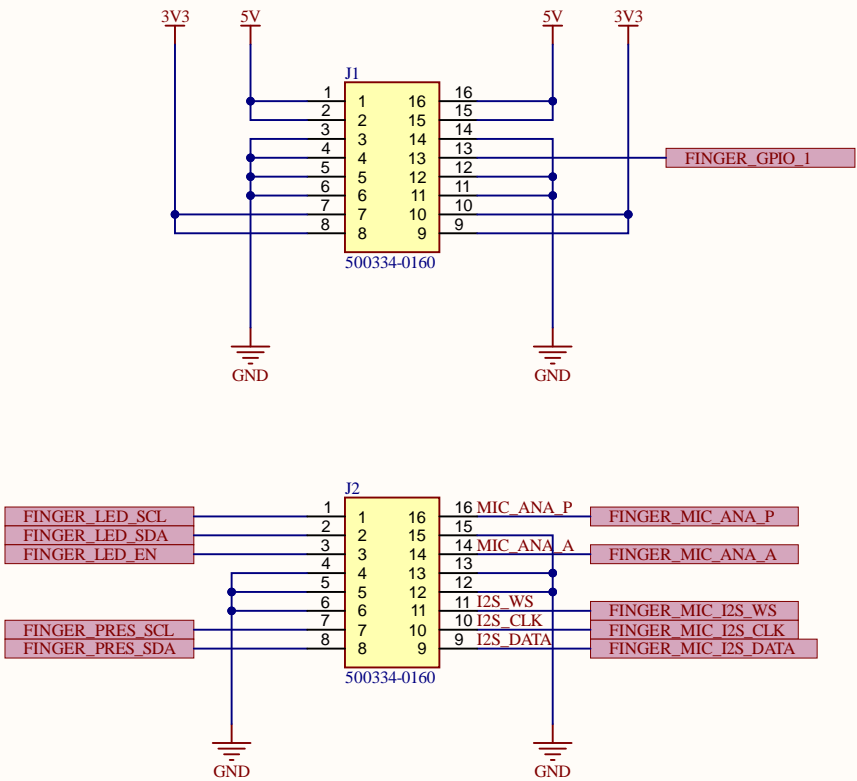 3V3 5V 5V 3V3
J1
1 1 16 16
2 2 15 15
3 3 14 14
4 4 13 13 FINGER_GPIO_1
5 5 12 12
6 6 11 11
7 7 10 10
8 8 9 9
500334-0160
GND GND
J2
FINGER_LED_SCL 1 1 16 16 MIC_ANA_P FINGER_MIC_ANA_P
FINGER_LED_SDA 2 2 15 15
FINGER_LED_EN 3 3 14 14 MIC_ANA_A FINGER_MIC_ANA_A
4 4 13 13
5 5 12 12
6 6 11 11 I2S_WS FINGER_MIC_I2S_WS
FINGER_PRES_SCL 7 7 10 10 I2S_CLK FINGER_MIC_I2S_CLK
FINGER_PRES_SDA 8 8 9 9 I2S_DATA FINGER_MIC_I2S_DATA
500334-0160
GND GND